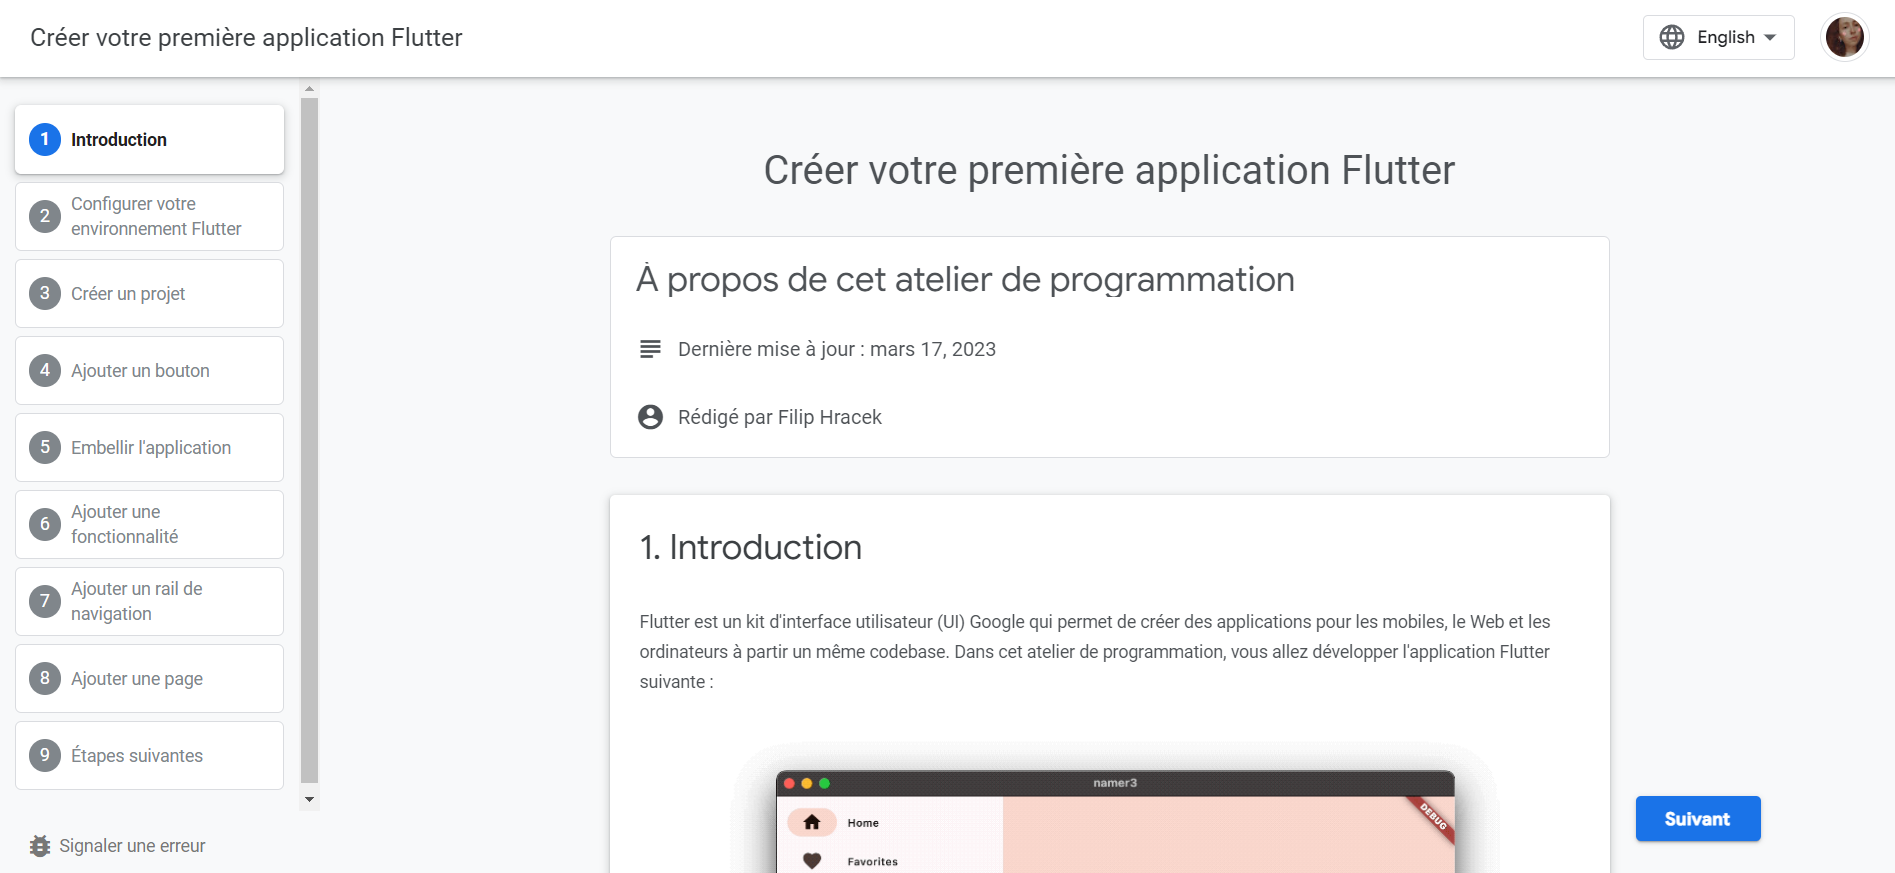 Créer votre première application Flutter
English
1 Introduction
2 Configurer votre
environnement Flutter
3 Créer un projet
4 Ajouter un bouton
5 Embellir l'application
6 Ajouter une
fonctionnalité
7 Ajouter un rail de
navigation
8 Ajouter une page
9 Étapes suivantes
Signaler une erreur
Créer votre première application Flutter
À propos de cet atelier de programmation
Dernière mise à jour : mars 17, 2023
Rédigé par Filip Hracek
1. Introduction
Flutter est un kit d'interface utilisateur (UI) Google qui permet de créer des applications pour les mobiles, le Web et les
ordinateurs à partir un même codebase. Dans cet atelier de programmation, vous allez développer l'application Flutter
suivante :
namer3
DEBUG
Home
Favorites
Suivant